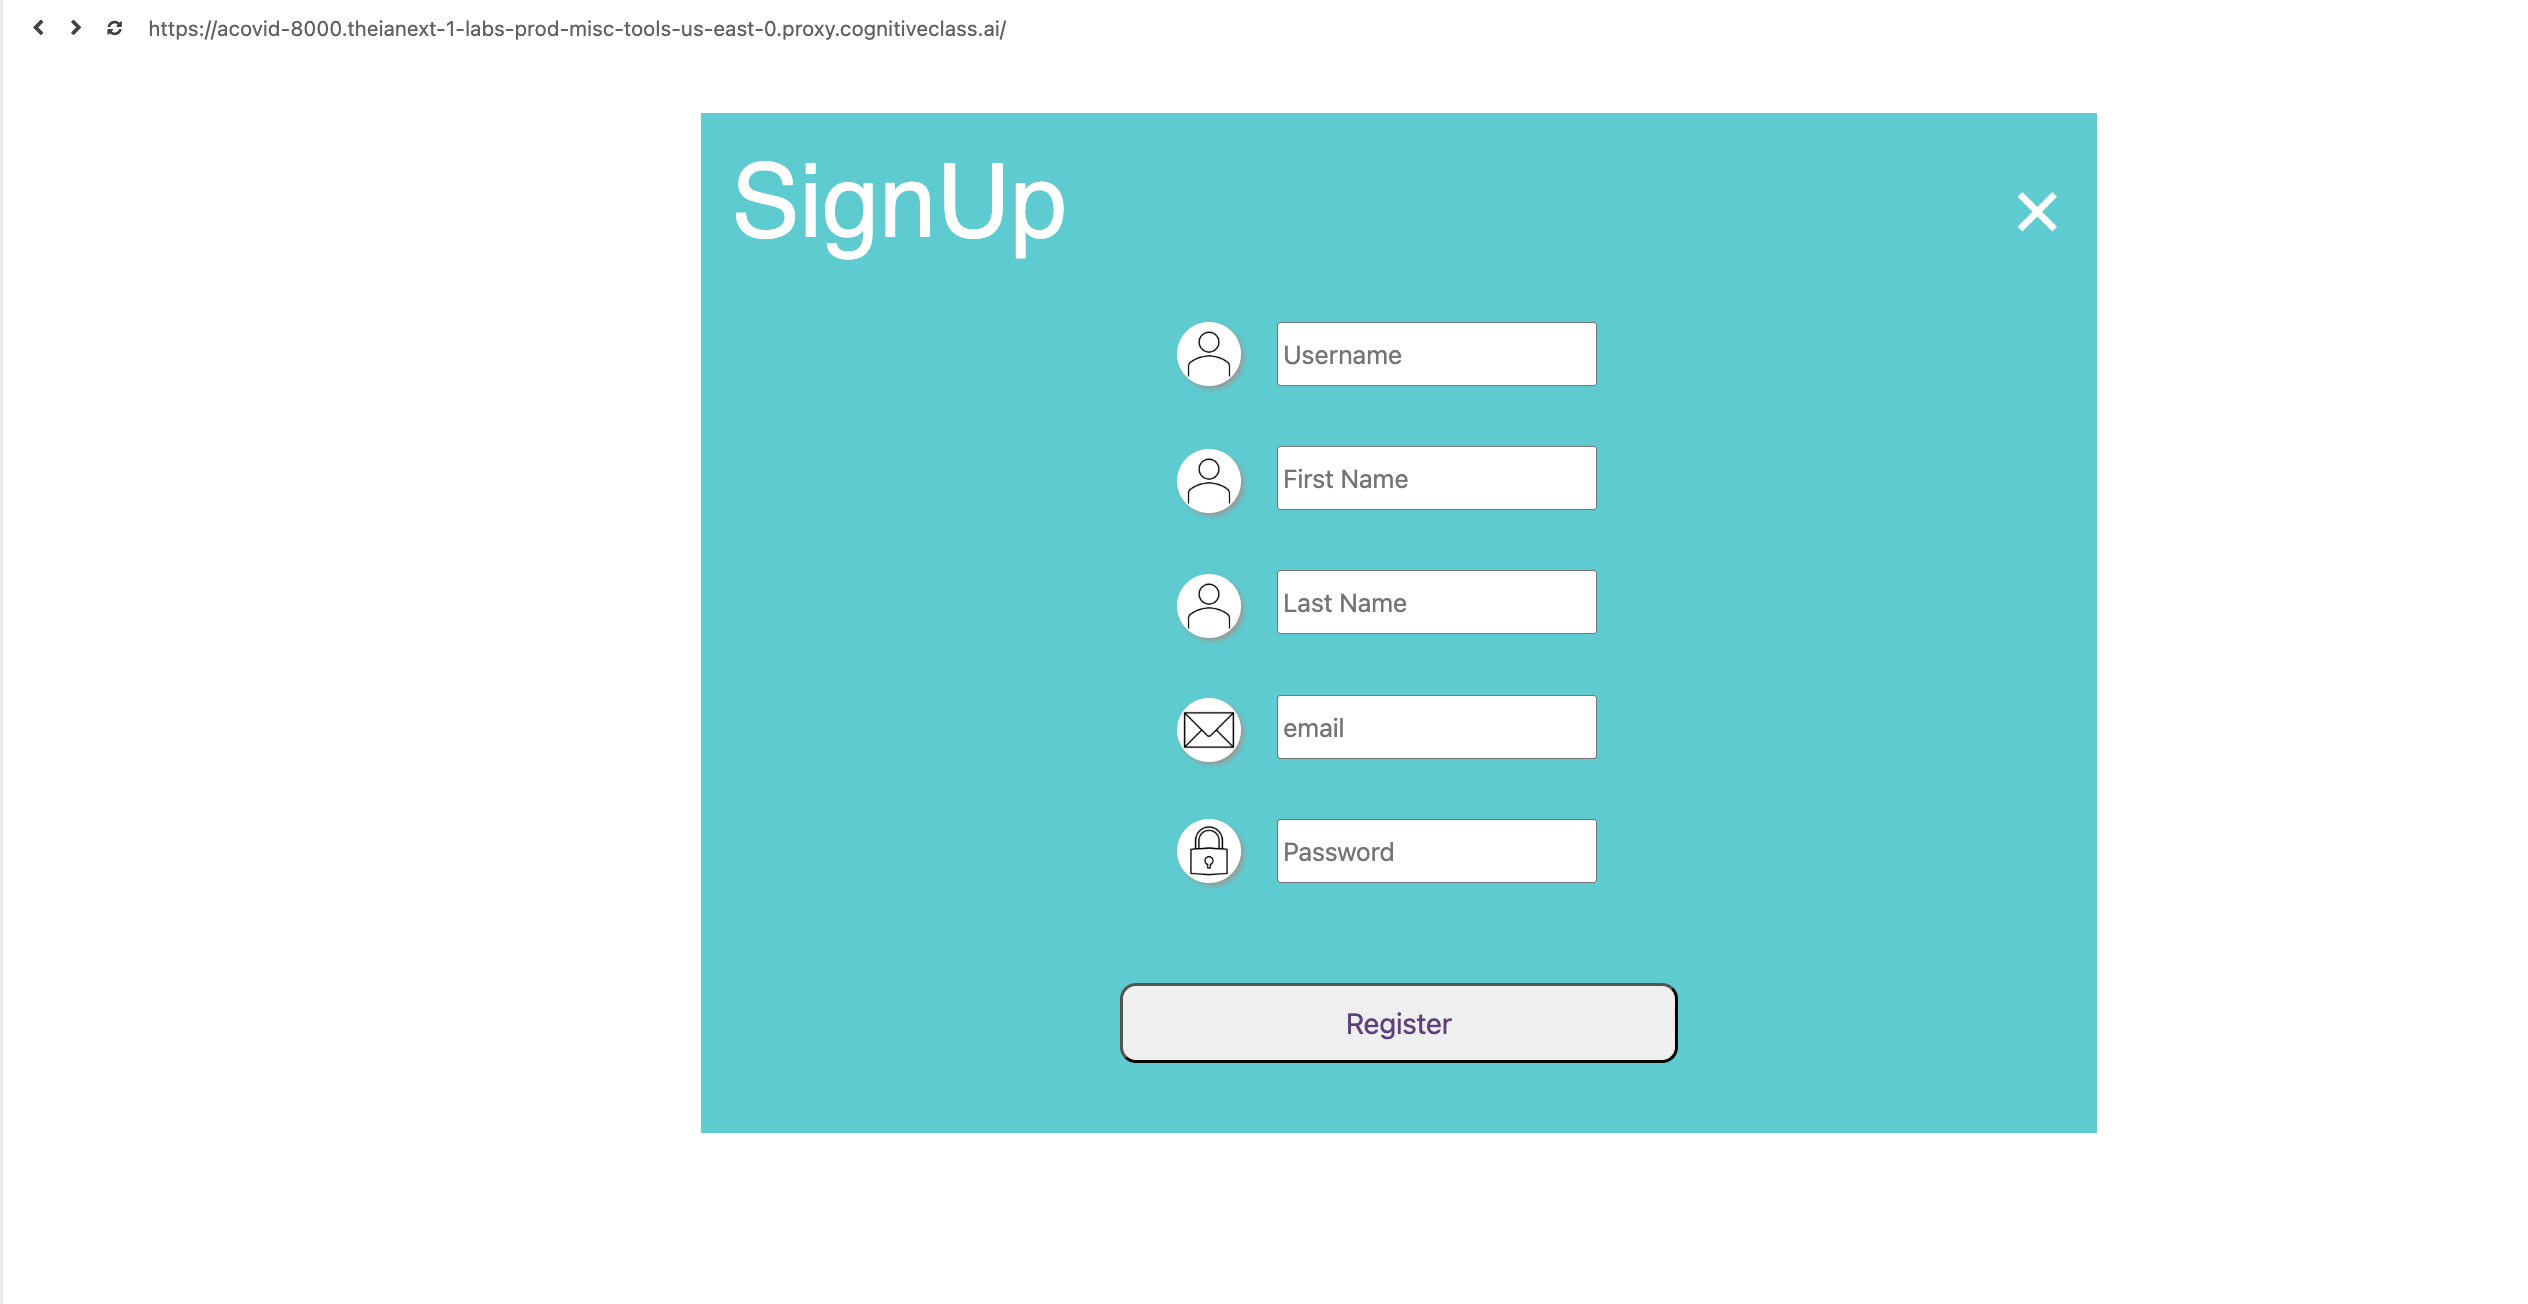 https://acovid-8000.theianext-1-labs-prod-misc-tools-us-east-0.proxy.cognitiveclass.ai/
SignUp
Username
First Name
Last Name
email
Password
Register